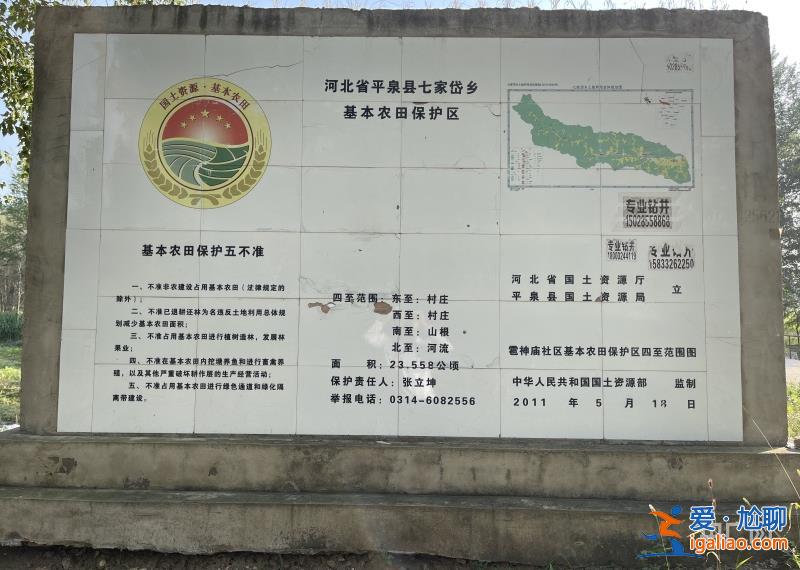 国土资源·基本农田
河北省平泉县七家岱乡
基本农田保护区
基本农田保护五不准
一、不准非农建设占用基本农田（法律规定的
除外）；
二、不准已退耕还林为名违反土地利用总体规
划减少基本农田面积；
三、不准占用基本农田进行植树造林，发展林
果业；
四、不准在基本农田内挖塘养鱼和进行畜禽养
殖，以及其他严重破坏耕作层的生产经营活动；
五、不准占用基本农田进行绿色通道和绿化隔
离带建设。
四至范围：东至：村庄
西至：村庄
南至：山根
北至：河流
面 积：23.558公顷
保护责任人：张立坤
举报电话：0314-6082556
专业钻井
15028558868
专业钻井
18003244119
专业钻井
15833262250
河北省国土资源厅
平泉县国土资源局
立
雹神庙社区基本农田保护区四至范围图
中华人民共和国国土资源部 监制
2011 年 5 月 18 日
爱·尬聊
igaliao.com